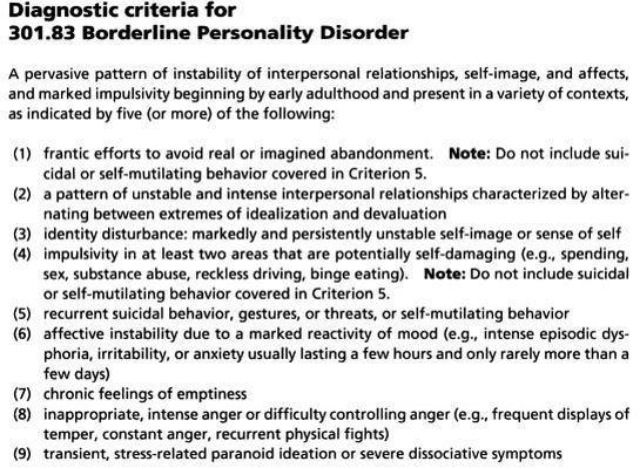 Diagnostic criteria for
301.83 Borderline Personality Disorder
A pervasive pattern of instability of interpersonal relationships, self-image, and affects,
and marked impulsivity beginning by early adulthood and present in a variety of contexts,
as indicated by five (or more) of the following:
(1) frantic efforts to avoid real or imagined abandonment. Note: Do not include sui-
cidal or self-mutilating behavior covered in Criterion 5.
(2) a pattern of unstable and intense interpersonal relationships characterized by alter-
nating between extremes of idealization and devaluation
(3) identity disturbance: markedly and persistently unstable self-image or sense of self
(4) impulsivity in at least two areas that are potentially self-damaging (e.g., spending,
sex, substance abuse, reckless driving, binge eating). Note: Do not include suicidal
or self-mutilating behavior covered in Criterion 5.
(5) recurrent suicidal behavior, gestures, or threats, or self-mutilating behavior
(6) affective instability due to a marked reactivity of mood (e.g., intense episodic dys-
phoria, irritability, or anxiety usually lasting a few hours and only rarely more than a
few days)
(7) chronic feelings of emptiness
(8) inappropriate, intense anger or difficulty controlling anger (e.g., frequent displays of
temper, constant anger, recurrent physical fights)
(9) transient, stress-related paranoid ideation or severe dissociative symptoms